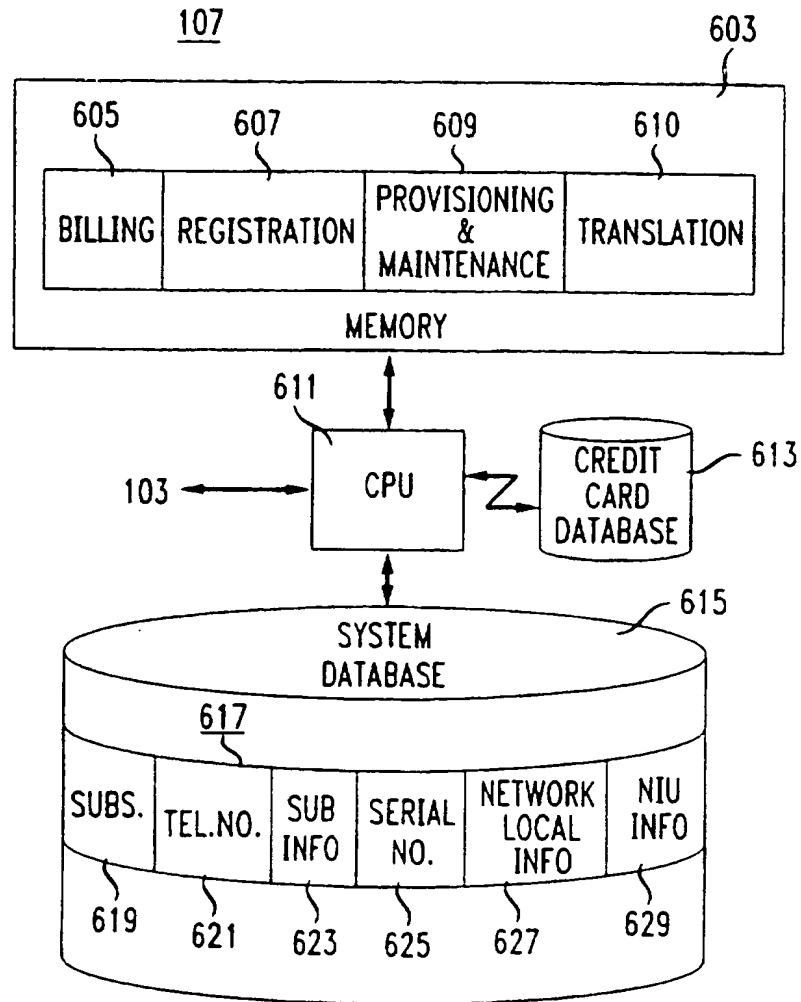 107
603
605
607
609
610
BILLING
REGISTRATION
PROVISIONING
&
MAINTENANCE
TRANSLATION
MEMORY
611
CPU
103
CREDIT
CARD
DATABASE
613
SYSTEM
DATABASE
615
617
SUBS.
TEL.NO.
SUB
INFO
SERIAL
NO.
NETWORK
LOCAL
INFO
NIU
INFO
619
621
623
625
627
629